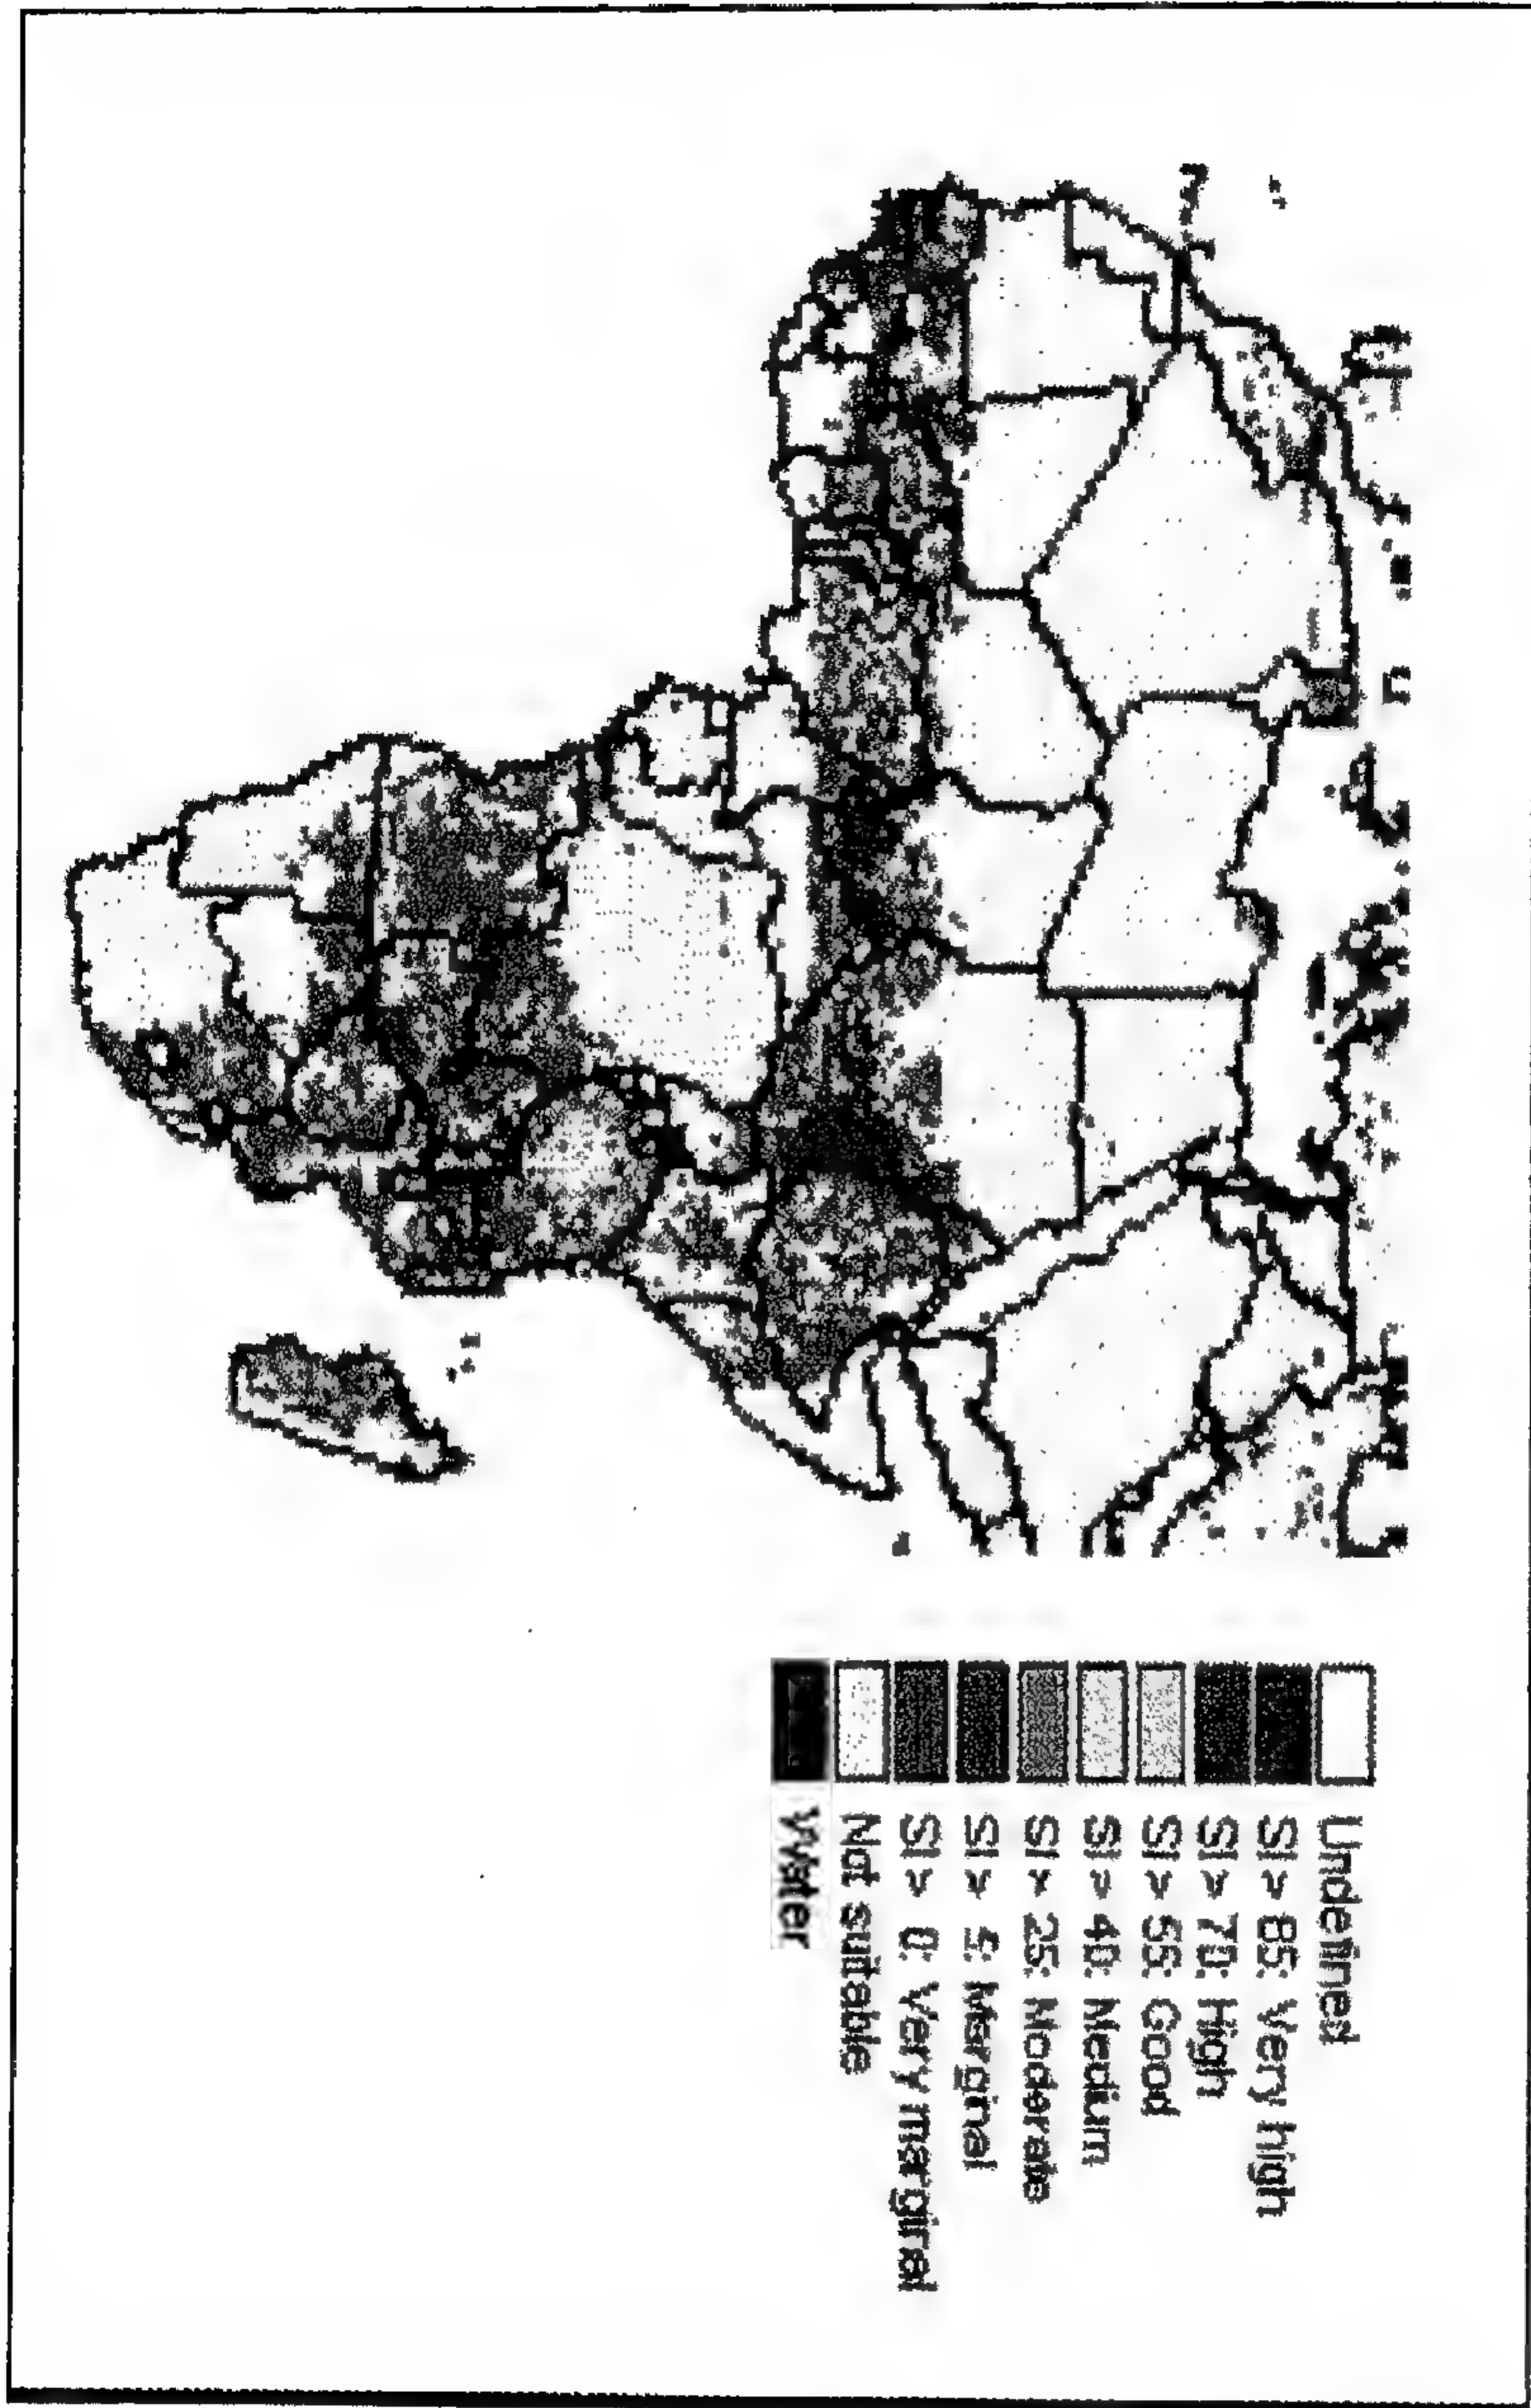 Undefined
SI > 85: Very high
SI > 70: High
SI > 55: Good
SI > 40: Medium
SI > 25: Moderate
SI > 5: Marginal
SI > 0: Very marginal
Not suitable
Water